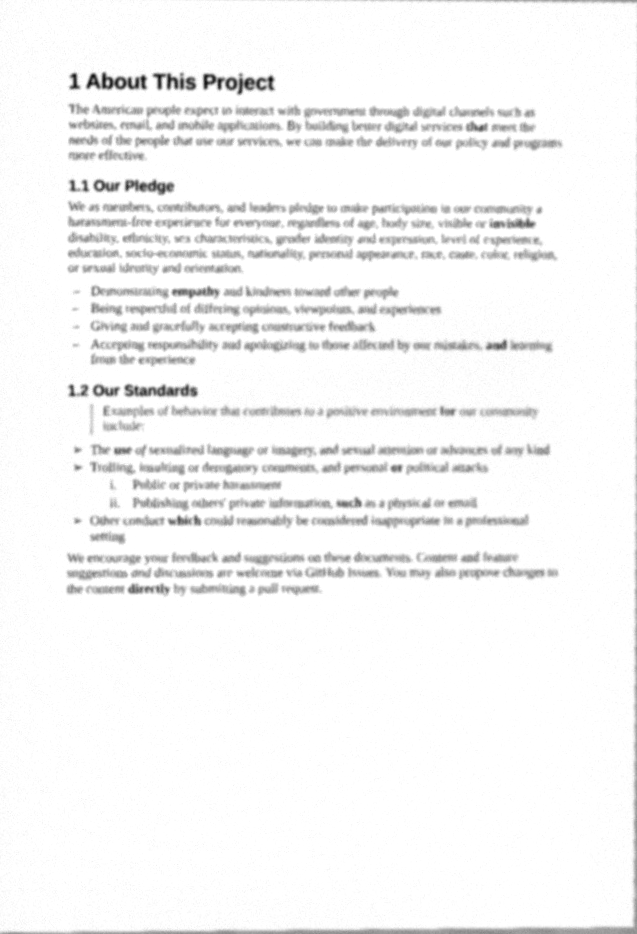 1 About This Project
The American people expect to interact with government through digital channels such as
websites, email, and mobile applications. By building better digital services that meet the
needs of the people that use our services, we can make the delivery of our policy and programs
more effective.
1.1 Our Pledge
We as members, contributors, and leaders pledge to make participation in our community a
harassment-free experience for everyone, regardless of age, body size, visible or invisible
disability, ethnicity, sex characteristics, gender identity and expression, level of experience,
education, socio-economic status, nationality, personal appearance, race, caste, color, religion,
or sexual identity and orientation.
– Demonstrating empathy and kindness toward other people
– Being respectful of differing opinions, viewpoints, and experiences
– Giving and gracefully accepting constructive feedback
– Accepting responsibility and apologizing to those affected by our mistakes, and learning
from the experience
1.2 Our Standards
Examples of behavior that contributes to a positive environment for our community
include:
➢ The use of sexualized language or imagery, and sexual attention or advances of any kind
➢ Trolling, insulting or derogatory comments, and personal or political attacks
i. Public or private harassment
ii. Publishing others' private information, such as a physical or email
➢ Other conduct which could reasonably be considered inappropriate in a professional
setting
We encourage your feedback and suggestions on these documents. Content and feature
suggestions and discussions are welcome via GitHub Issues. You may also propose changes to
the content directly by submitting a pull request.